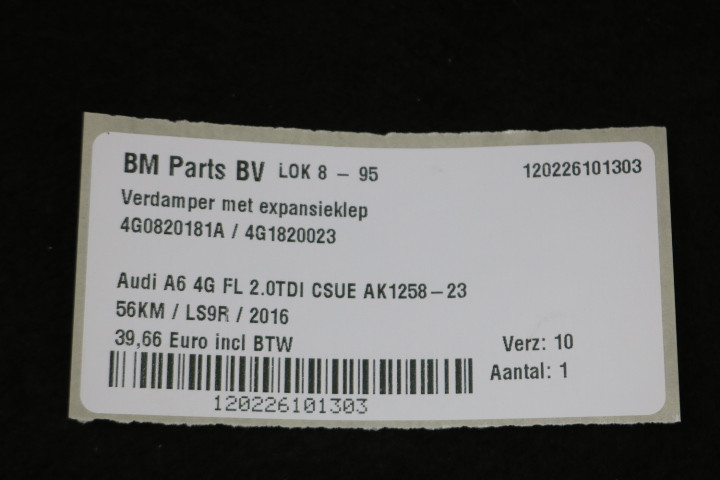 BM Parts BV LOK 8 - 95 120226101303
Verdamper met expansieklep
4G0820181A / 4G1820023
Audi A6 4G FL 2.0TDI CSUE AK1258-23
56KM / LS9R / 2016
39,66 Euro incl BTW Verz: 10
Aantal: 1
120226101303